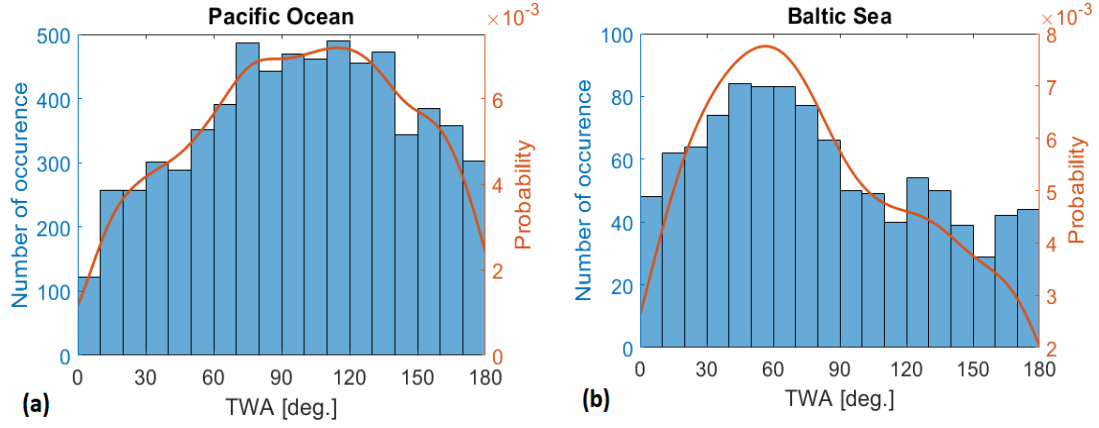 Pacific Ocean
×10⁻³
500
400
300
200
100
0
Number of occurence
6
4
2
0
Probability
0 30 60 90 120 150 180
TWA [deg.]
(a)
Baltic Sea
×10⁻³
100
80
60
40
20
0
Number of occurence
8
7
6
5
4
3
2
Probability
0 30 60 90 120 150 180
TWA [deg.]
(b)